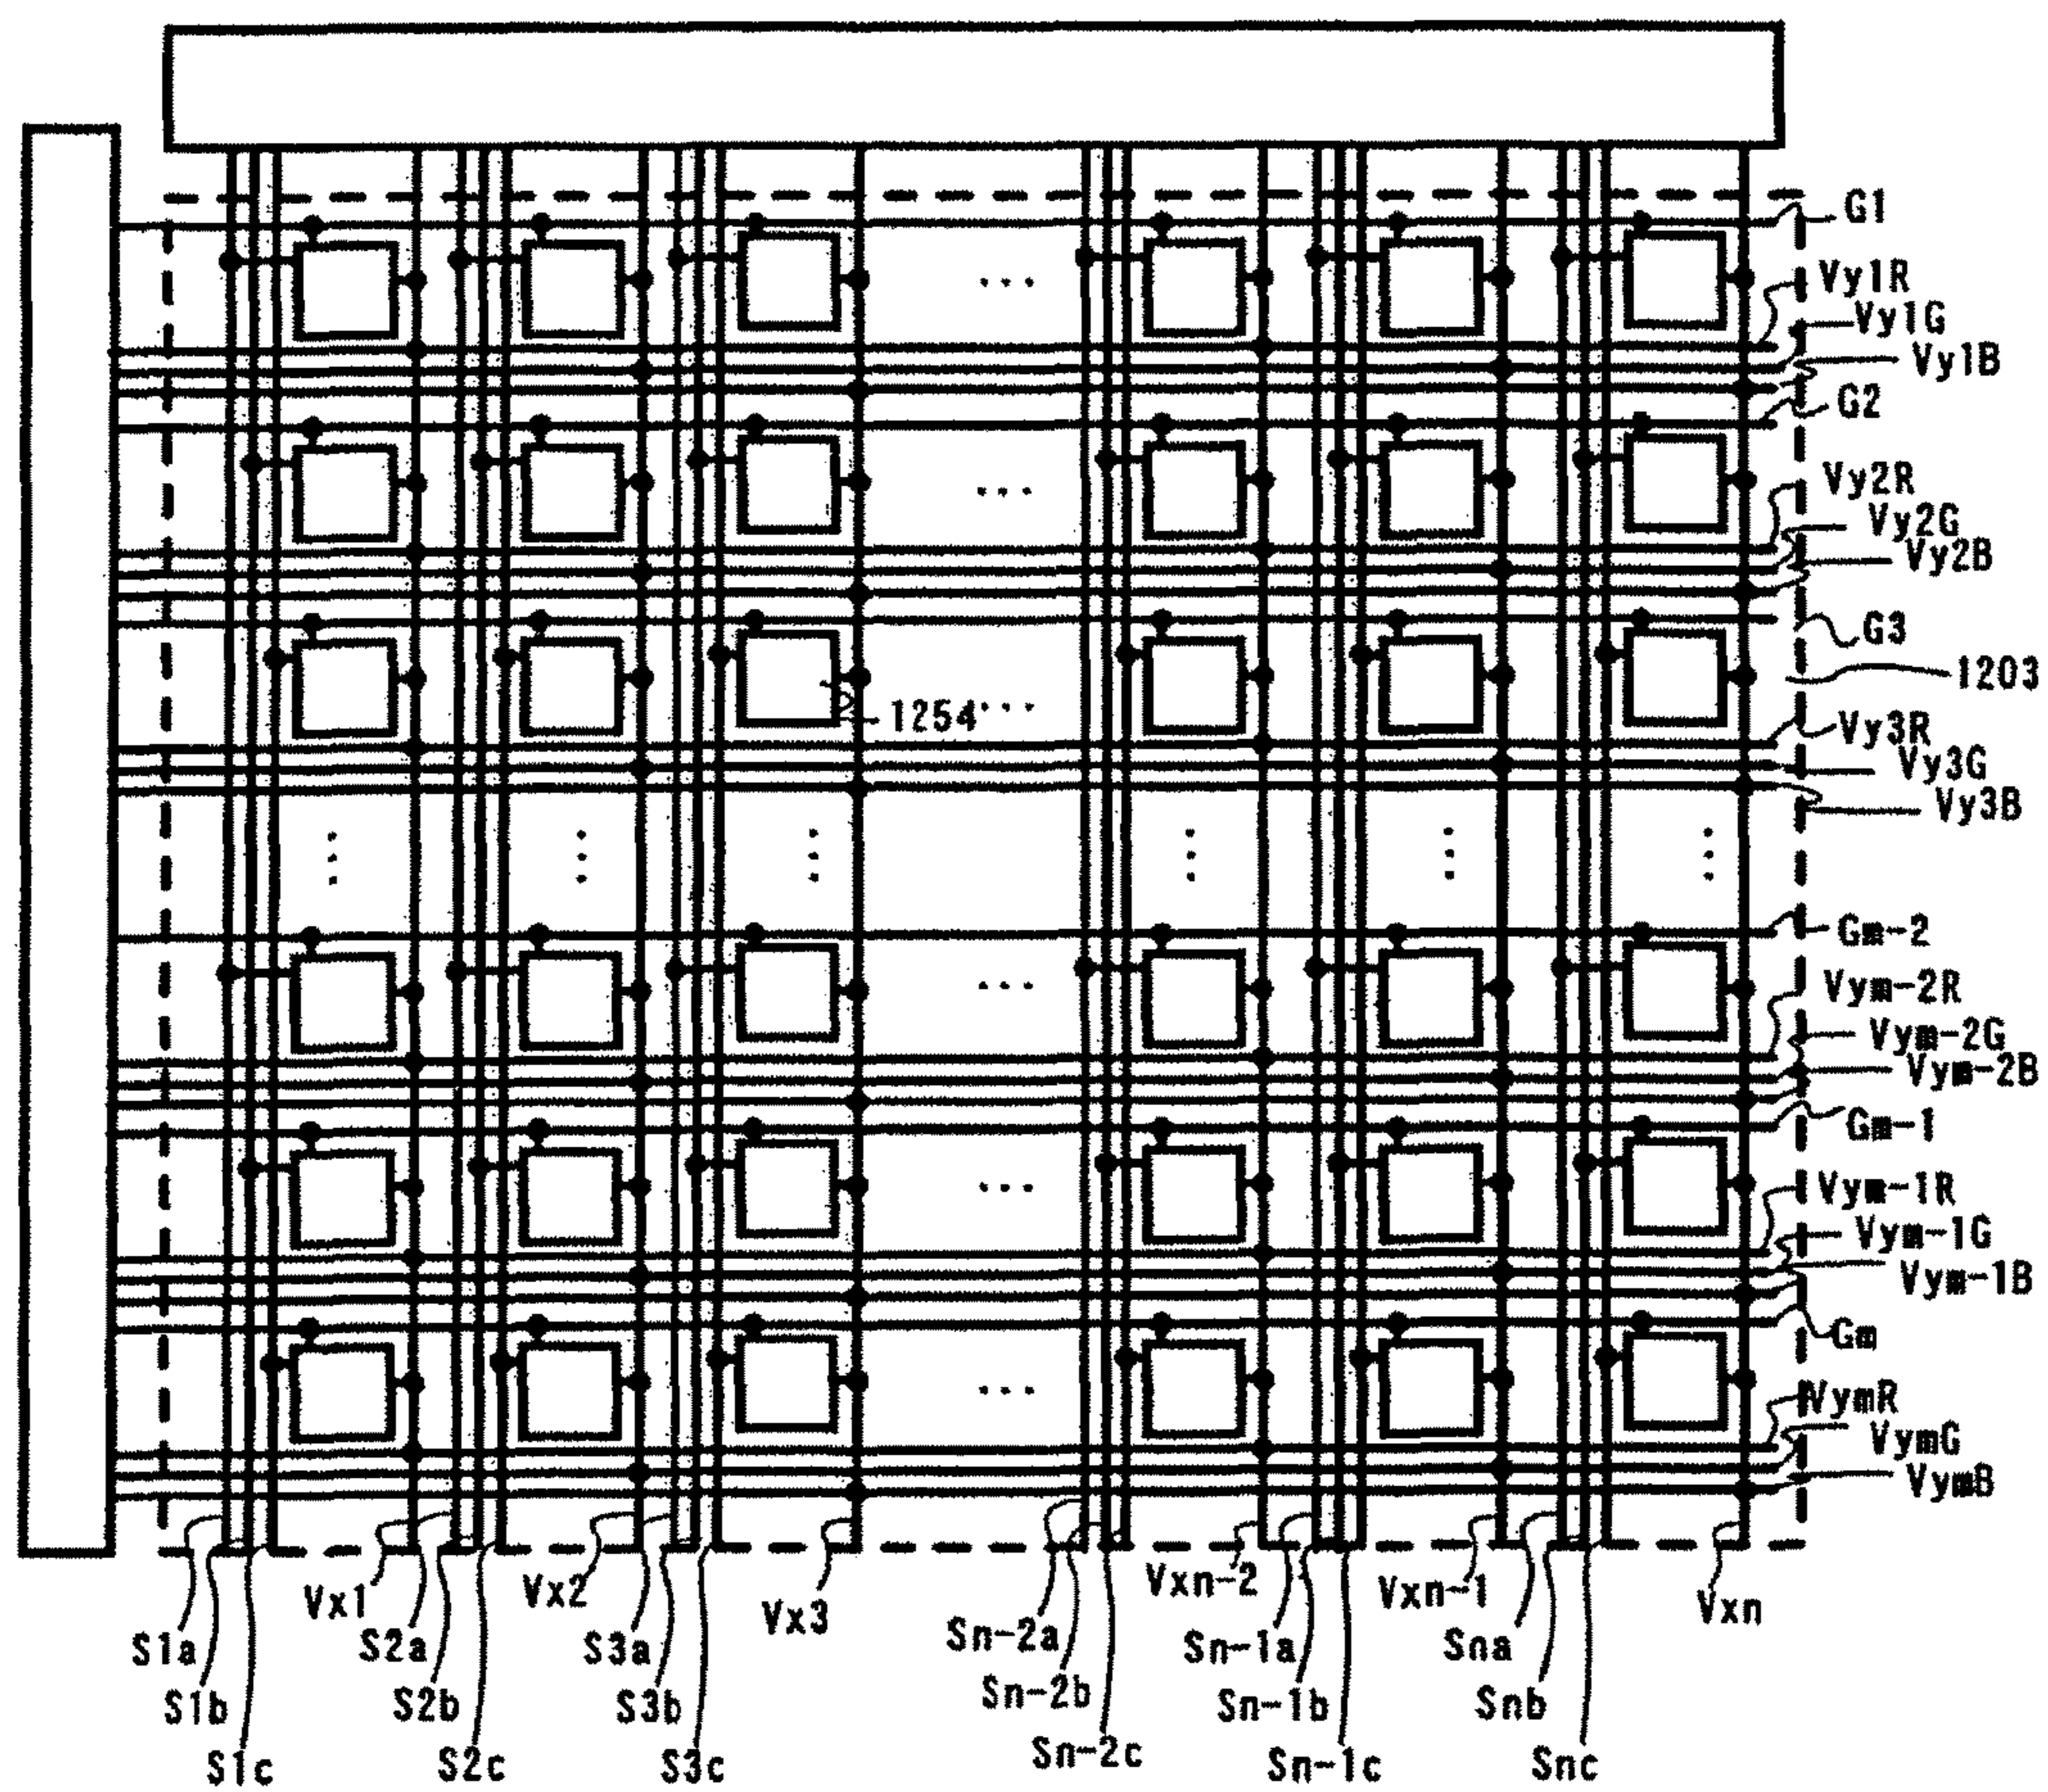 G1
Vy1R
Vy1G
Vy1B
G2
Vy2R
Vy2G
Vy2B
G3
1203
1254
Vy3R
Vy3G
Vy3B
Gm-2
Vym-2R
Vym-2G
Vym-2B
Gm-1
Vym-1R
Vym-1G
Vym-1B
Gm
VymR
VymG
VymB
Vx1
Vx2
Vx3
Vxn-2
Vxn-1
Vxn
S1a
S2a
S3a
Sn-2a
Sn-1a
Sna
S1b
S2b
S3b
Sn-2b
Sn-1b
Snb
S1c
S2c
S3c
Sn-2c
Sn-1c
Snc